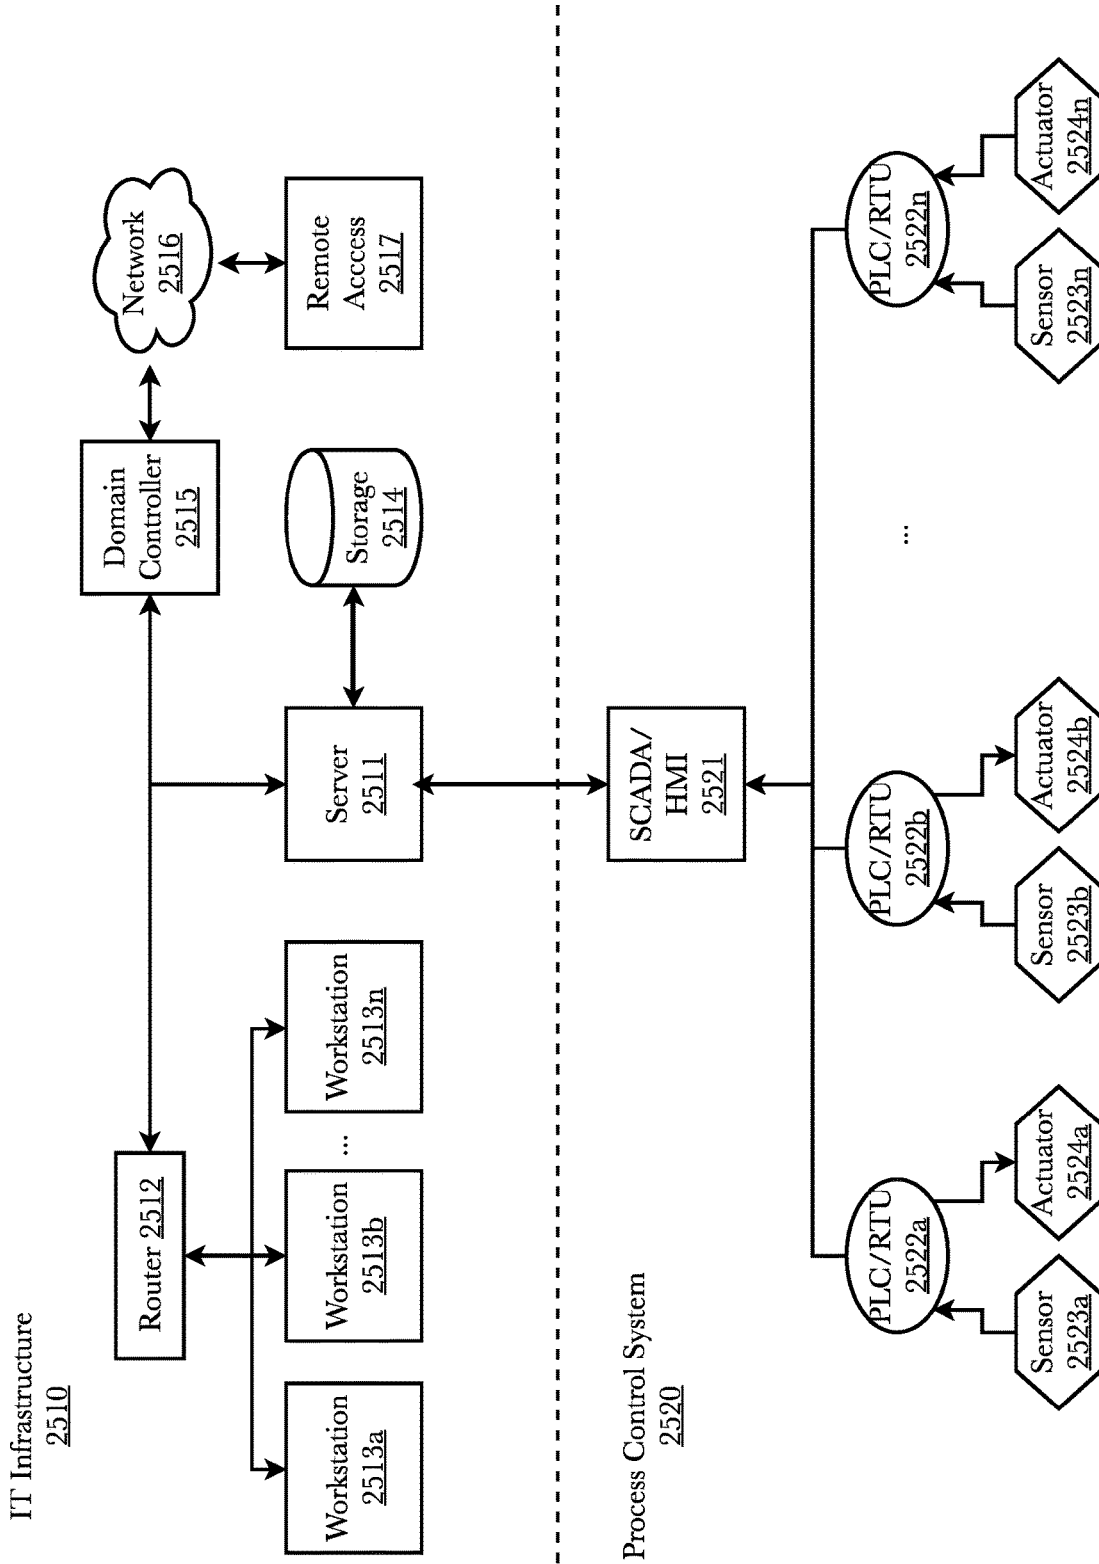 IT Infrastructure
2510
Router 2512
Domain
Controller
2515
Network
2516
Workstation
2513a
Workstation
2513b
...
Workstation
2513n
Server
2511
Storage
2514
Remote
Acccess
2517
Process Control System
2520
SCADA/
HMI
2521
PLC/RTU
2522a
PLC/RTU
2522b
...
PLC/RTU
2522n
Sensor
2523a
Actuator
2524a
Sensor
2523b
Actuator
2524b
Sensor
2523n
Actuator
2524n